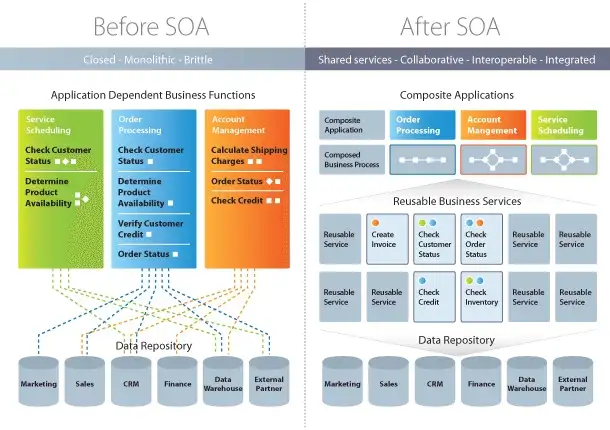 Before SOA
Closed - Monolithic - Brittle
Application Dependent Business Functions
Service
Scheduling
Check Customer
Status
Determine
Product
Availability
Order
Processing
Check Customer
Status
Determine
Product
Availability
Verify Customer
Credit
Order Status
Account
Management
Calculate Shipping
Charges
Order Status
Check Credit
Data Repository
Marketing
Sales
CRM
Finance
Data
Warehouse
External
Partner
After SOA
Shared services - Collaborative - Interoperable - Integrated
Composite Applications
Composite
Application
Order
Processing
Account
Mangement
Service
Scheduling
Composed
Business Process
Reusable Business Services
Reusable
Service
Create
Invoice
Check
Customer
Status
Check
Order
Status
Reusable
Service
Reusable
Service
Reusable
Service
Reusable
Service
Check
Credit
Check
Inventory
Reusable
Service
Reusable
Service
Data Repository
Marketing
Sales
CRM
Finance
Data
Warehouse
External
Partner